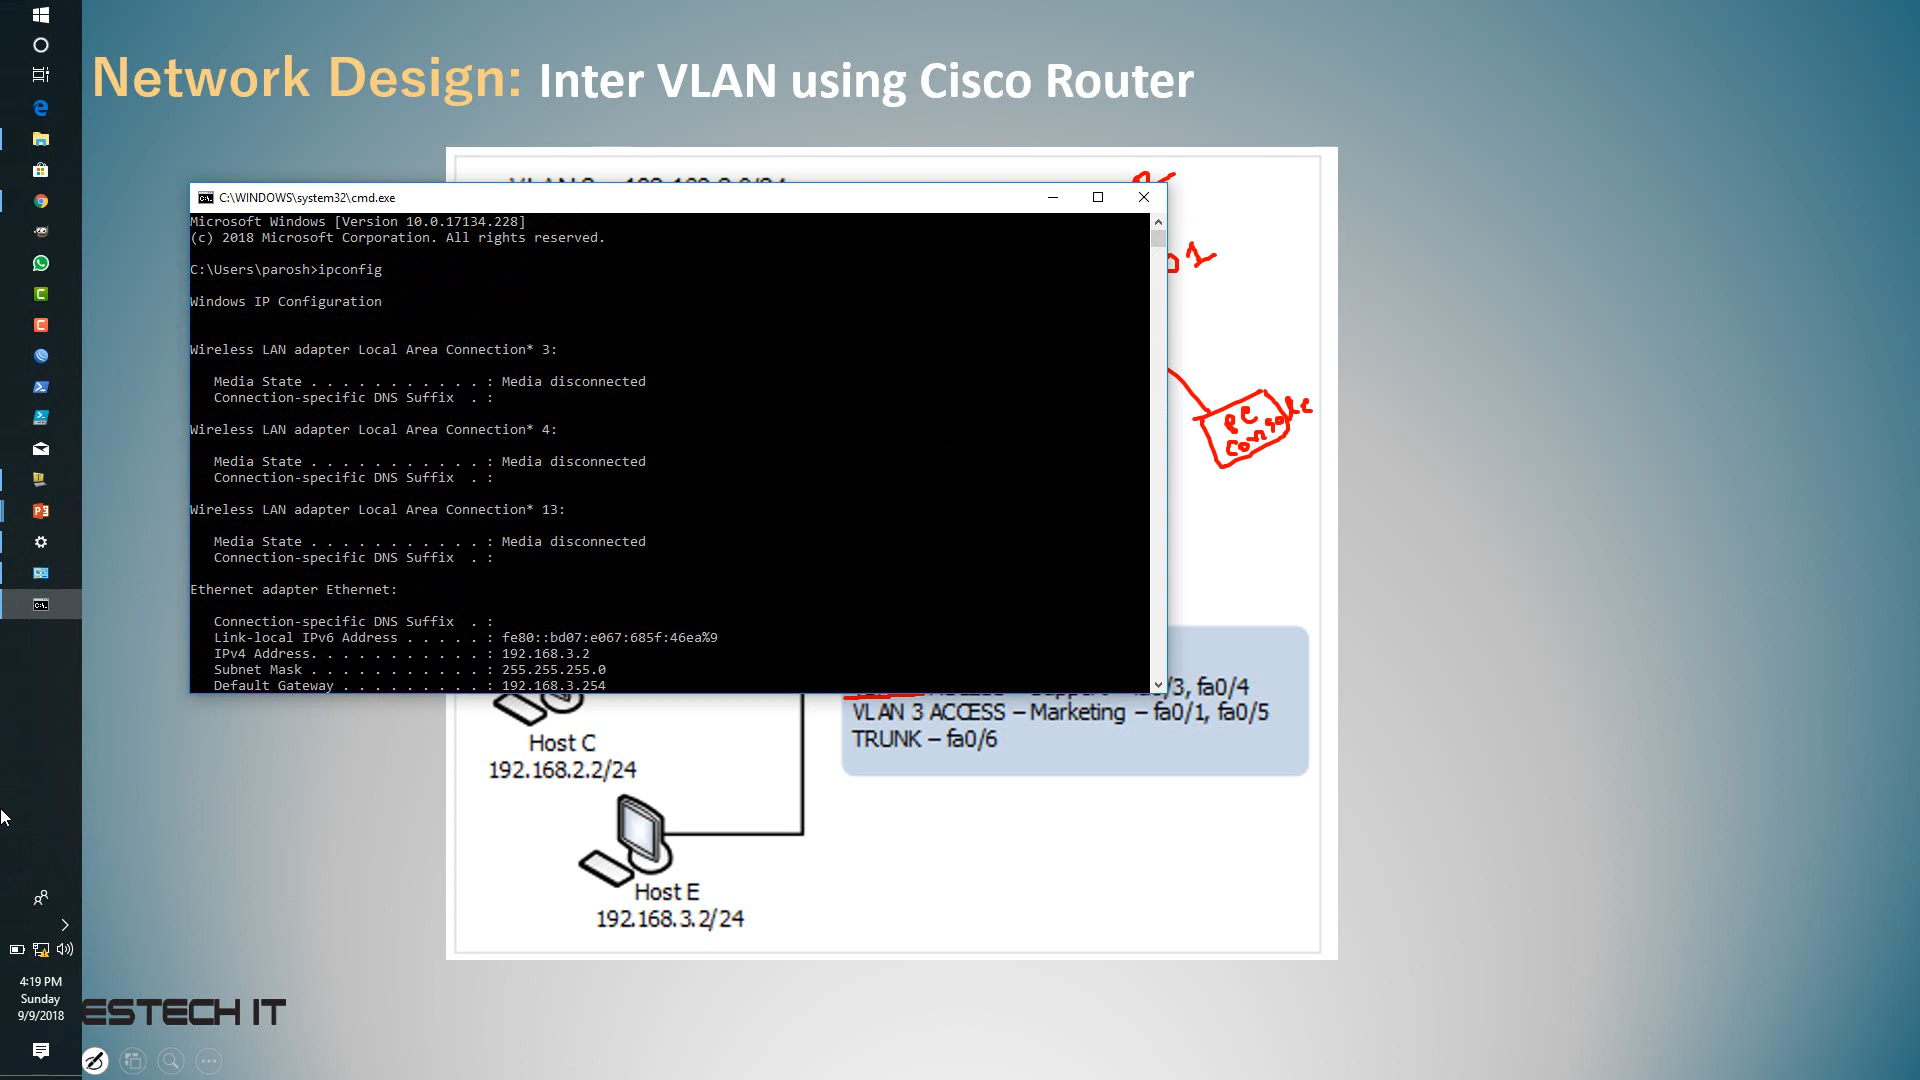 Network Design: Inter VLAN using Cisco Router
C:\WINDOWS\system32\cmd.exe
Microsoft Windows [Version 10.0.17134.228]
(c) 2018 Microsoft Corporation. All rights reserved.
C:\Users\parosh>ipconfig
Windows IP Configuration
Wireless LAN adapter Local Area Connection* 3:
Media State . . . . . . . . . . . : Media disconnected
Connection-specific DNS Suffix  . :
Wireless LAN adapter Local Area Connection* 4:
Media State . . . . . . . . . . . : Media disconnected
Connection-specific DNS Suffix  . :
Wireless LAN adapter Local Area Connection* 13:
Media State . . . . . . . . . . . : Media disconnected
Connection-specific DNS Suffix  . :
Ethernet adapter Ethernet:
Connection-specific DNS Suffix  . :
Link-local IPv6 Address . . . . . : fe80::bd07:e067:685f:46ea%9
IPv4 Address. . . . . . . . . . . : 192.168.3.2
Subnet Mask . . . . . . . . . . . : 255.255.255.0
Default Gateway . . . . . . . . . : 192.168.3.254
PC
Console
fa0/4
VLAN 3 ACCESS – Marketing – fa0/1, fa0/5
TRUNK – fa0/6
Host C
192.168.2.2/24
Host E
192.168.3.2/24
4:19 PM
Sunday
9/9/2018
ESTECH IT